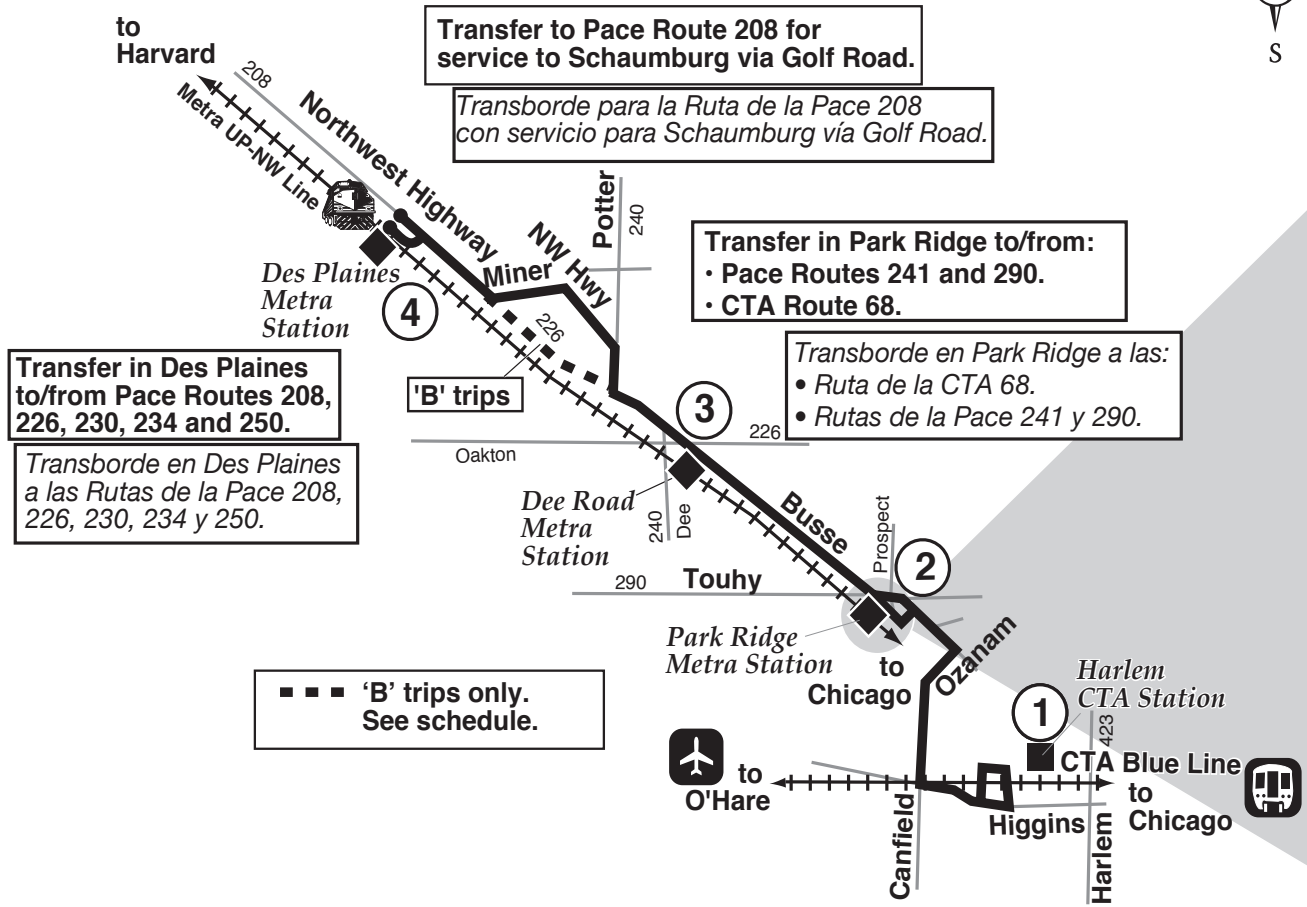 S
to
Harvard
Transfer to Pace Route 208 for
service to Schaumburg via Golf Road.
Transborde para la Ruta de la Pace 208
con servicio para Schaumburg vía Golf Road.
208
Metra UP-NW Line
Northwest Highway
Miner
NW Hwy
Potter
240
Transfer in Park Ridge to/from:
· Pace Routes 241 and 290.
· CTA Route 68.
Transborde en Park Ridge a las:
• Ruta de la CTA 68.
• Rutas de la Pace 241 y 290.
Des Plaines
Metra
Station
4
226
'B' trips
Transfer in Des Plaines
to/from Pace Routes 208,
226, 230, 234 and 250.
Transborde en Des Plaines
a las Rutas de la Pace 208,
226, 230, 234 y 250.
3
226
Oakton
Dee Road
Metra
Station
240
Dee
Busse
Prospect
2
290
Touhy
Park Ridge
Metra Station
to
Chicago
Ozanam
'B' trips only.
See schedule.
Harlem
CTA Station
1
423
CTA Blue Line
to
Chicago
to
O'Hare
Canfield
Higgins
Harlem